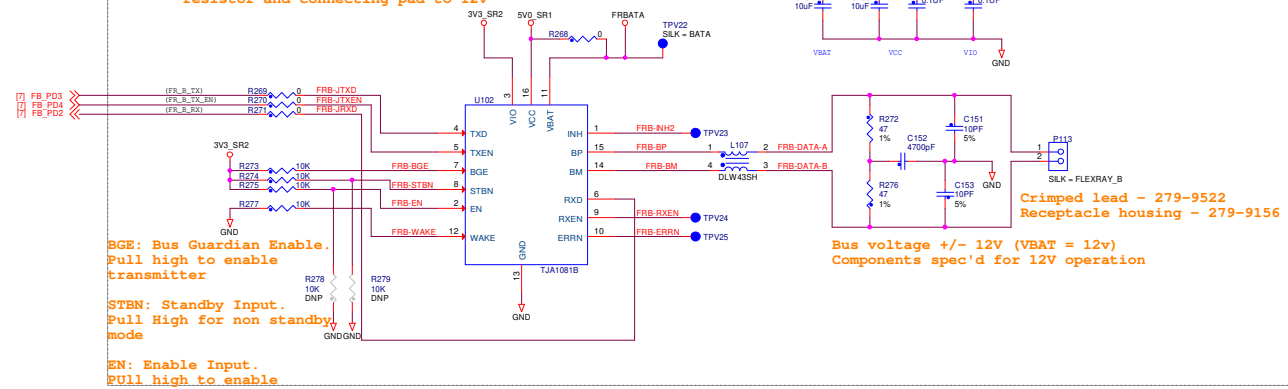 resistor and connecting pad to 12v
3V3_SR2
5V0_SR1
FRBATA
TPV22
SILK = BATA
R268
0
10uF
10uF
0.1UF
0.1UF
VBAT
VCC
VIO
GND
[7] FB_PD3
[7] FB_PD4
[7] FB_PD2
(FR_B_TX)
(FR_B_TX_EN)
(FR_B_RX)
R269
R270
R271
0
0
0
FRB-JTXD
FRB-JTXEN
FRB-JRXD
U102
3
16
11
VIO
VCC
VBAT
4
TXD
5
TXEN
7
BGE
8
STBN
2
EN
12
WAKE
INH
1
BP
15
BM
14
RXD
6
RXEN
9
ERRN
10
GND
13
TJA1081B
GND
3V3_SR2
R273
R274
R275
R277
10K
10K
10K
10K
FRB-BGE
FRB-STBN
FRB-EN
FRB-WAKE
GND
R278
10K
DNP
R279
10K
DNP
GND
GND
FRB-INH2
TPV23
FRB-BP
FRB-BM
1
L107
2
4
3
DLW43SH
FRB-DATA-A
FRB-DATA-B
FRB-RXEN
TPV24
FRB-ERRN
TPV25
R272
47
1%
R276
47
1%
C152
4700pF
C151
10PF
5%
C153
10PF
5%
GND
P113
1
2
SILK = FLEXRAY_B
Crimped lead - 279-9522
Receptacle housing - 279-9156
Bus voltage +/- 12V (VBAT = 12v)
Components spec'd for 12V operation
BGE: Bus Guardian Enable.
Pull high to enable
transmitter
STBN: Standby Input.
Pull High for non standby
mode
EN: Enable Input.
PUll high to enable